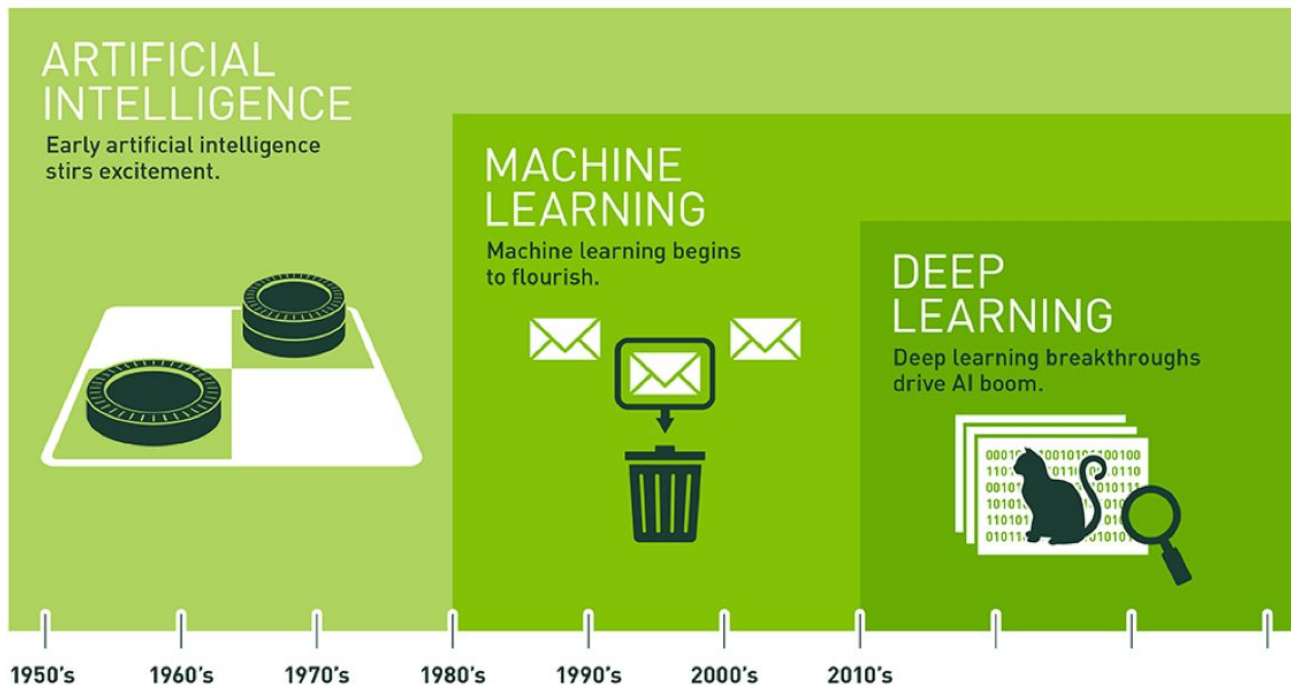 ARTIFICIAL
INTELLIGENCE
Early artificial intelligence
stirs excitement.
MACHINE
LEARNING
Machine learning begins
to flourish.
DEEP
LEARNING
Deep learning breakthroughs
drive AI boom.
1950's 1960's 1970's 1980's 1990's 2000's 2010's